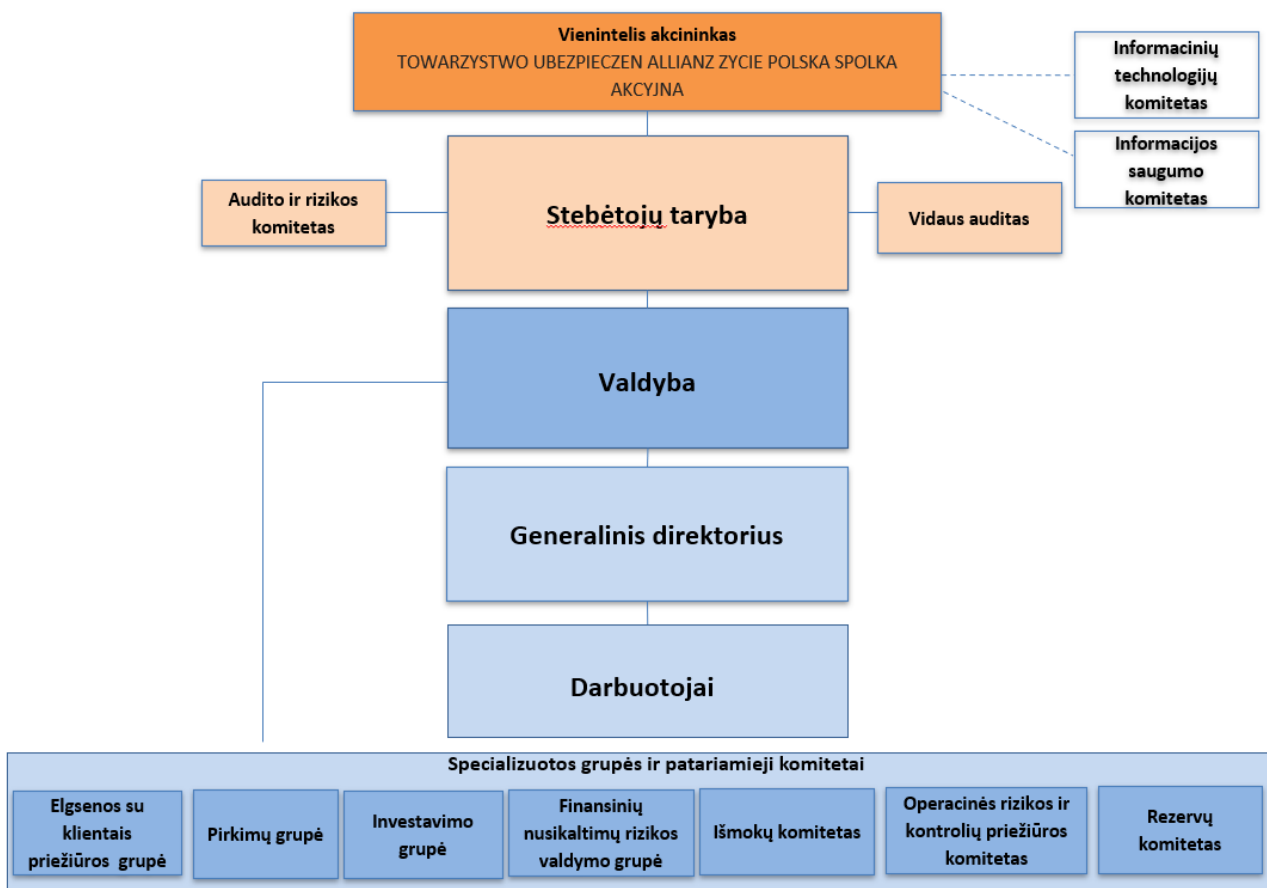 Vienintelis akcininkas
TOWARZYSTWO UBEZPIECZEN ALLIANZ ZYCIE POLSKA SPOLKA
AKCYJNA
Informacinių
technologijų
komitetas
Informacijos
saugumo
komitetas
Audito ir rizikos
komitetas
Stebėtojų taryba
Vidaus auditas
Valdyba
Generalinis direktorius
Darbuotojai
Specializuotos grupės ir patariamieji komitetai
Elgsenos su
klientais
priežiūros grupė
Pirkimų grupė
Investavimo
grupė
Finansinių
nusikaltimų rizikos
valdymo grupė
Išmokų komitetas
Operacinės rizikos ir
kontrolių priežiūros
komitetas
Rezervų
komitetas